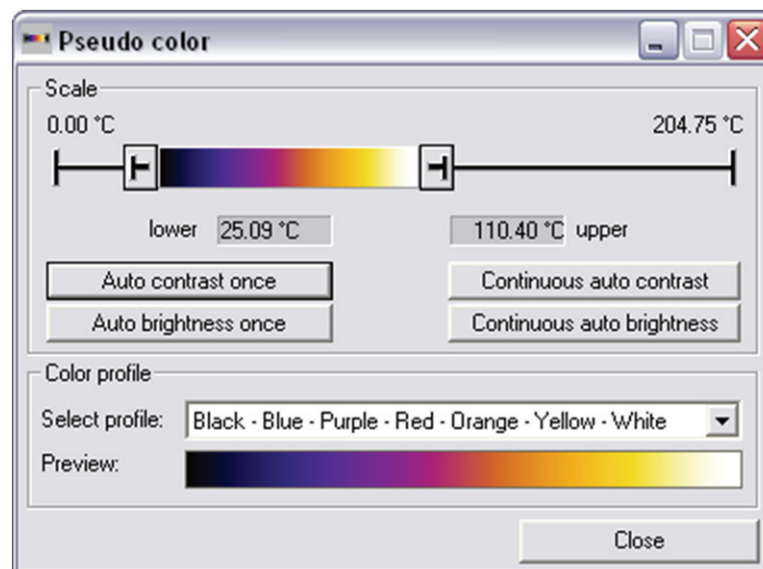 Pseudo color
Scale
0.00 °C 204.75 °C
lower 25.09 °C 110.40 °C upper
Auto contrast once Continuous auto contrast
Auto brightness once Continuous auto brightness
Color profile
Select profile: Black - Blue - Purple - Red - Orange - Yellow - White
Preview:
Close